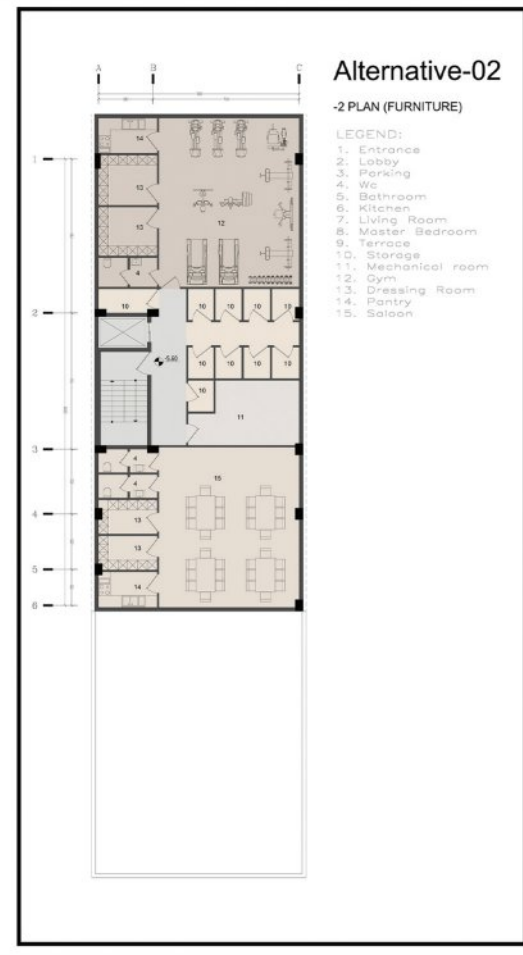 Alternative-02
-2 PLAN (FURNITURE)
LEGEND:
1. Entrance
2. Lobby
3. Parking
4. Wc
5. Bathroom
6. Kitchen
7. Living Room
8. Master Bedroom
9. Terrace
10. Storage
11. Mechanical room
12. Gym
13. Dressing Room
14. Pantry
15. Saloon
A B C
1
14
13
13
12
4
10 10 10 10 10
2
-5.60
10 10 10 10
10
11
3
4
4
15
4
13
13
5
14
6